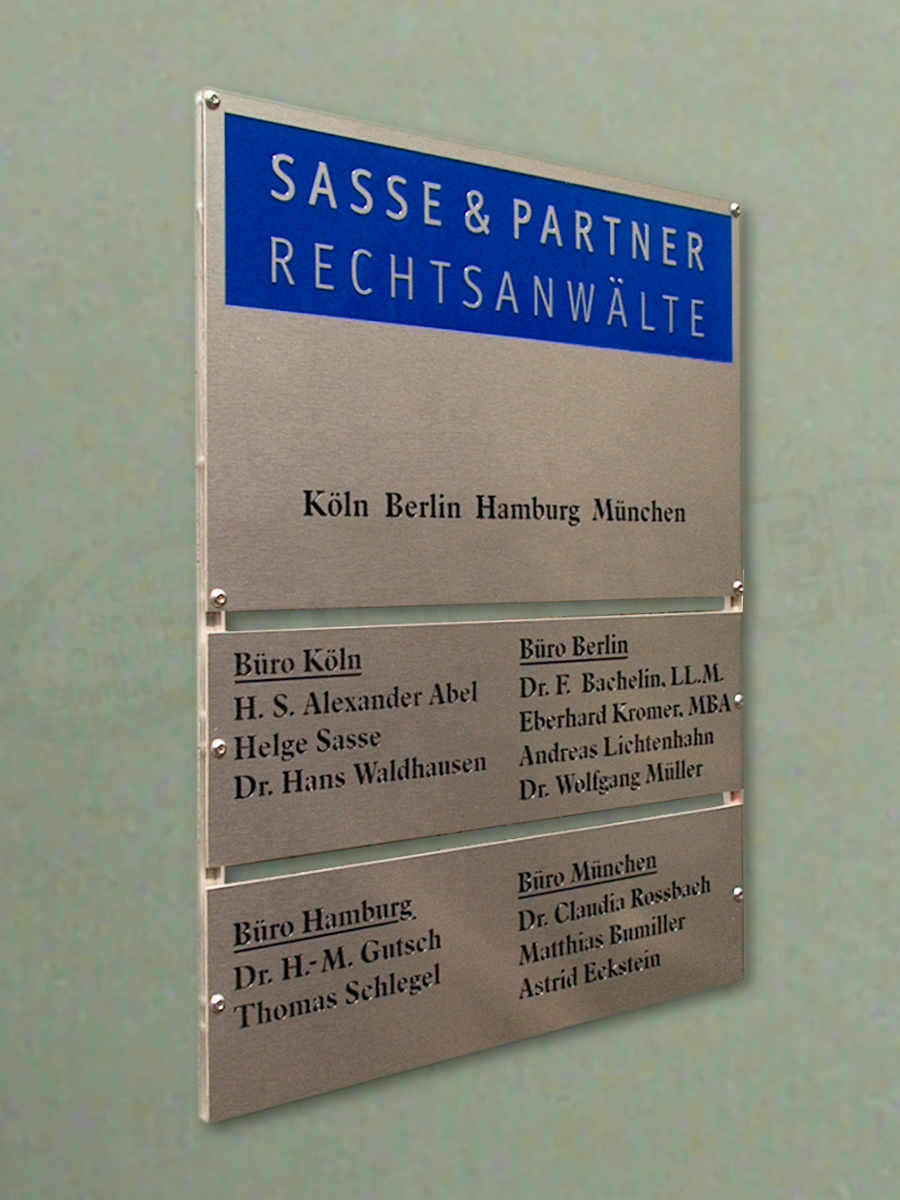 SASSE & PARTNER
RECHTSANWÄLTE
Köln Berlin Hamburg München
Büro Köln
H. S. Alexander Abel
Helge Sasse
Dr. Hans Waldhausen
Büro Berlin
Dr. F. Bachelin, LL.M.
Eberhard Kromer, MBA
Andreas Lichtenhahn
Dr. Wolfgang Müller
Büro Hamburg
Dr. H.-M. Gutsch
Thomas Schlegel
Büro München
Dr. Claudia Rossbach
Matthias Bumiller
Astrid Eckstein